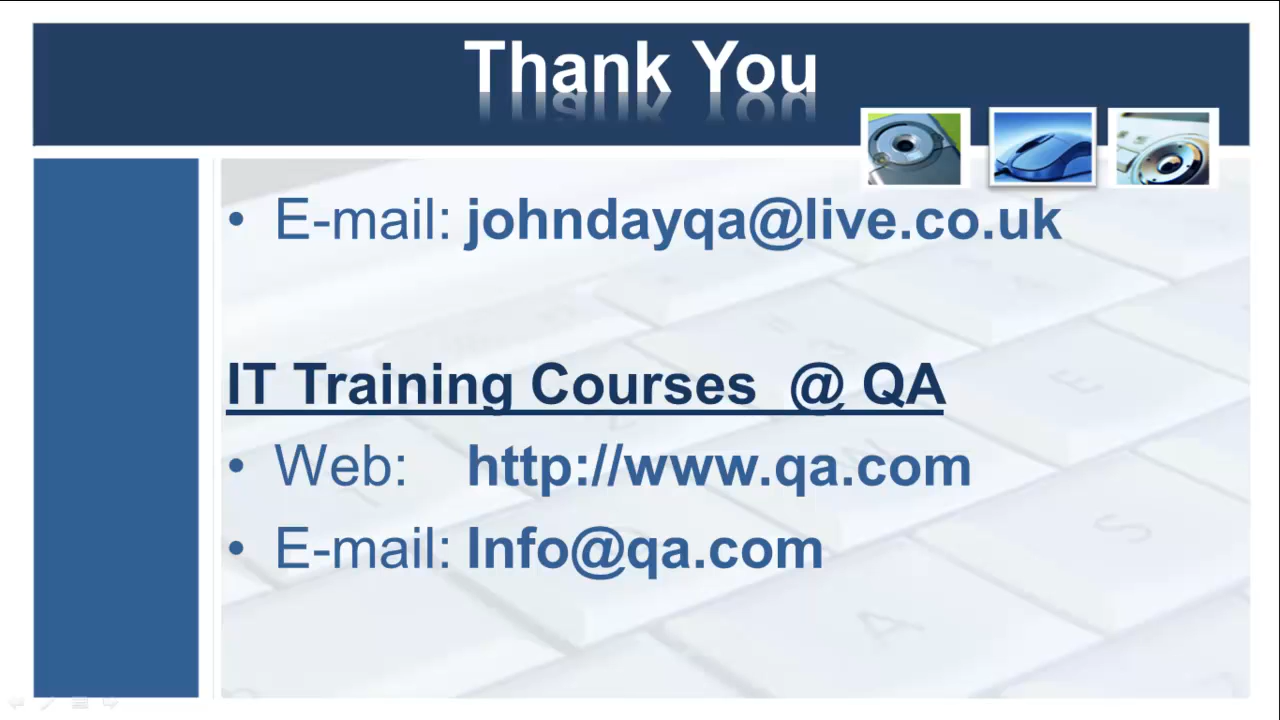 Thank You
• E-mail: johndayqa@live.co.uk
IT Training Courses @ QA
• Web: http://www.qa.com
• E-mail: Info@qa.com